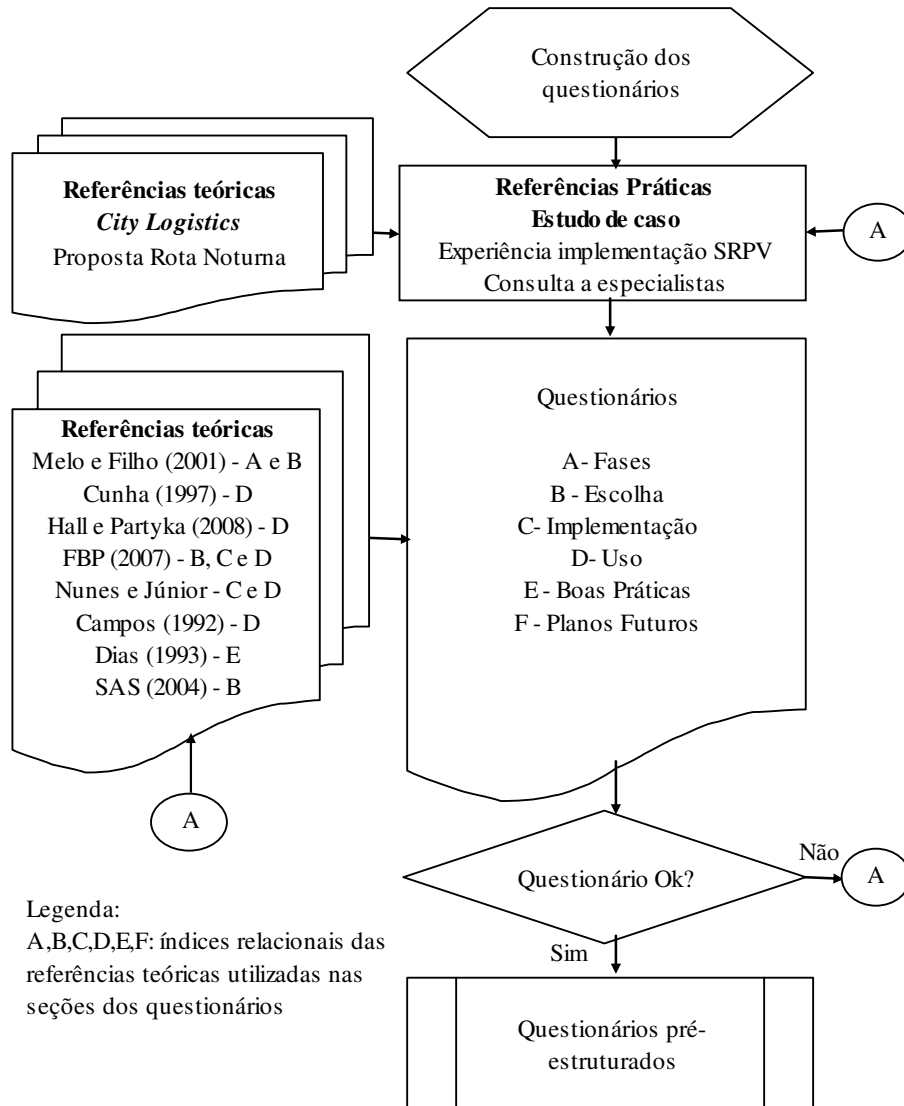 Construção dos
questionários
Referências teóricas
City Logistics
Proposta Rota Noturna
Referências Práticas
Estudo de caso
Experiência implementação SRPV
Consulta a especialistas
A
Referências teóricas
Melo e Filho (2001) - A e B
Cunha (1997) - D
Hall e Partyka (2008) - D
FBP (2007) - B, C e D
Nunes e Júnior - C e D
Campos (1992) - D
Dias (1993) - E
SAS (2004) - B
Questionários
A- Fases
B - Escolha
C- Implementação
D- Uso
E - Boas Práticas
F - Planos Futuros
A
Questionário Ok?
Não
A
Sim
Legenda:
A,B,C,D,E,F: índices relacionais das
referências teóricas utilizadas nas
seções dos questionários
Questionários pré-
estruturados